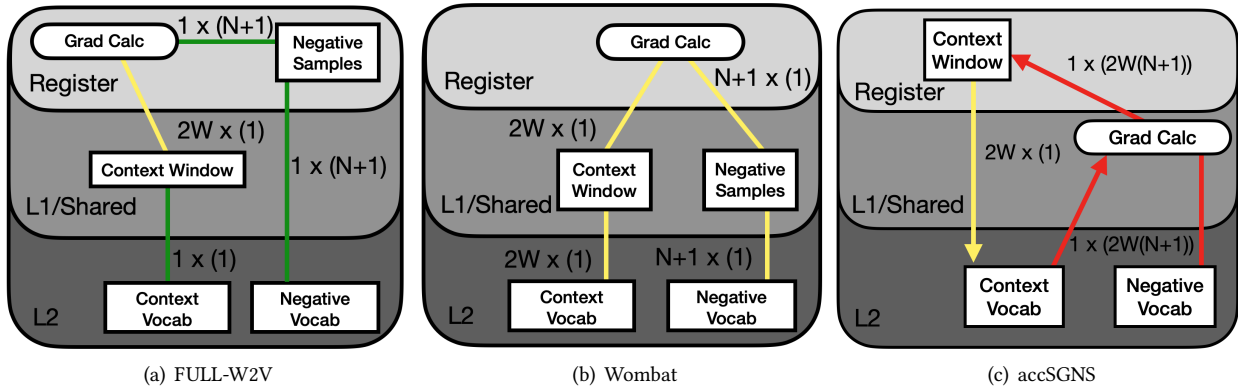 Grad Calc
1 x (N+1)
Negative
Samples
Register
2W x (1)
Context Window
1 x (N+1)
L1/Shared
1 x (1)
Context
Vocab
Negative
Vocab
L2
(a) FULL-W2V
Grad Calc
Register
N+1 x (1)
2W x (1)
Context
Window
Negative
Samples
L1/Shared
2W x (1)
N+1 x (1)
Context
Vocab
Negative
Vocab
L2
(b) Wombat
Context
Window
1 x (2W(N+1))
Register
Grad Calc
2W x (1)
L1/Shared
1 x (2W(N+1))
Context
Vocab
Negative
Vocab
L2
(c) accSGNS